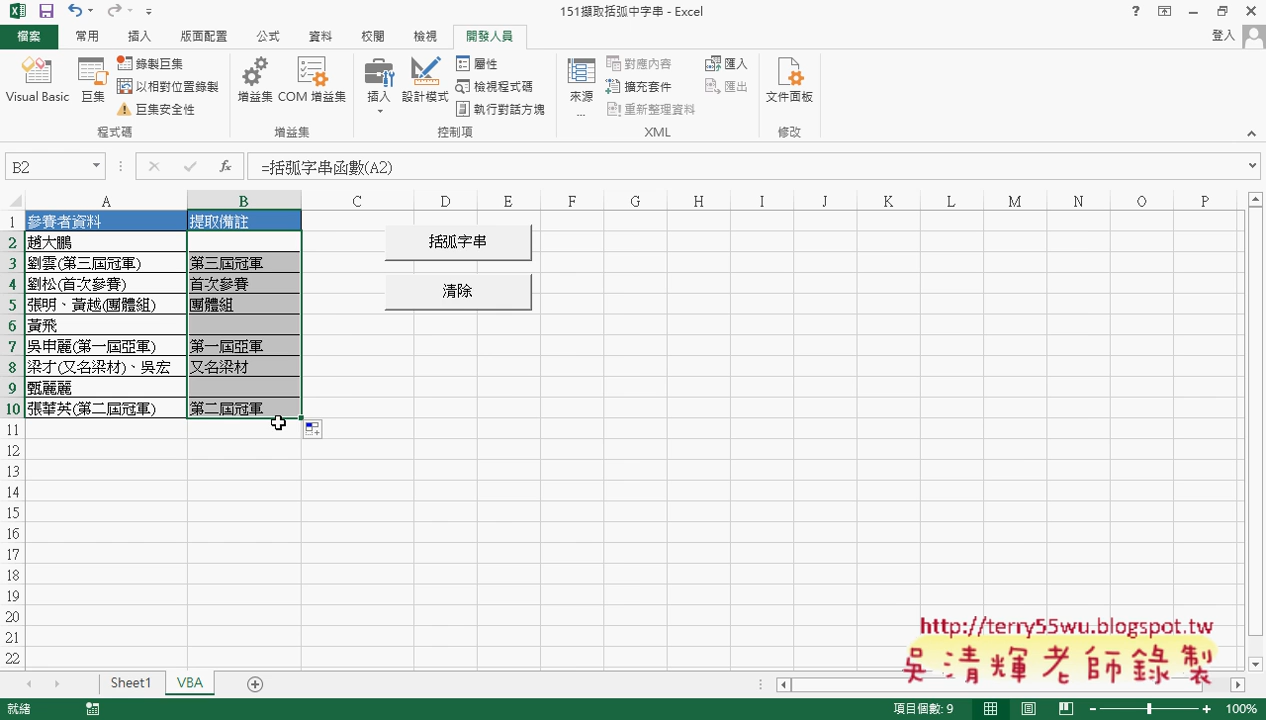 151擷取括弧中字串 - Excel
檔案 常用 插入 版面配置 公式 資料 校閱 檢視 開發人員 登入
Visual Basic 巨集 錄製巨集 以相對位置錄製 巨集安全性
增益集 COM 增益集 插入 設計模式 屬性 檢視程式碼 執行對話方塊
來源 ... 對應內容 擴充套件 重新整理資料 匯入 匯出 文件面板
程式碼 增益集 控制項 XML 修改
B2 fx =括弧字串函數(A2)
A B C D E F G H I J K L M N O P
1 參賽者資料 提取備註
2 趙大鵬
括弧字串
3 劉雲(第三屆冠軍) 第三屆冠軍
4 劉松(首次參賽) 首次參賽
清除
5 張明、黃越(團體組) 團體組
6 黃飛
7 吳申麗(第一屆亞軍) 第一屆亞軍
8 梁才(又名梁材)、吳宏 又名梁材
9 甄麗麗
10 張華英(第二屆冠軍) 第二屆冠軍
11
12
13
14
15
16
17
18
19
20
21
22
http://terry55wu.blogspot.tw
吳清輝老師錄製
Sheet1 VBA
就緒 項目個數: 9 100%